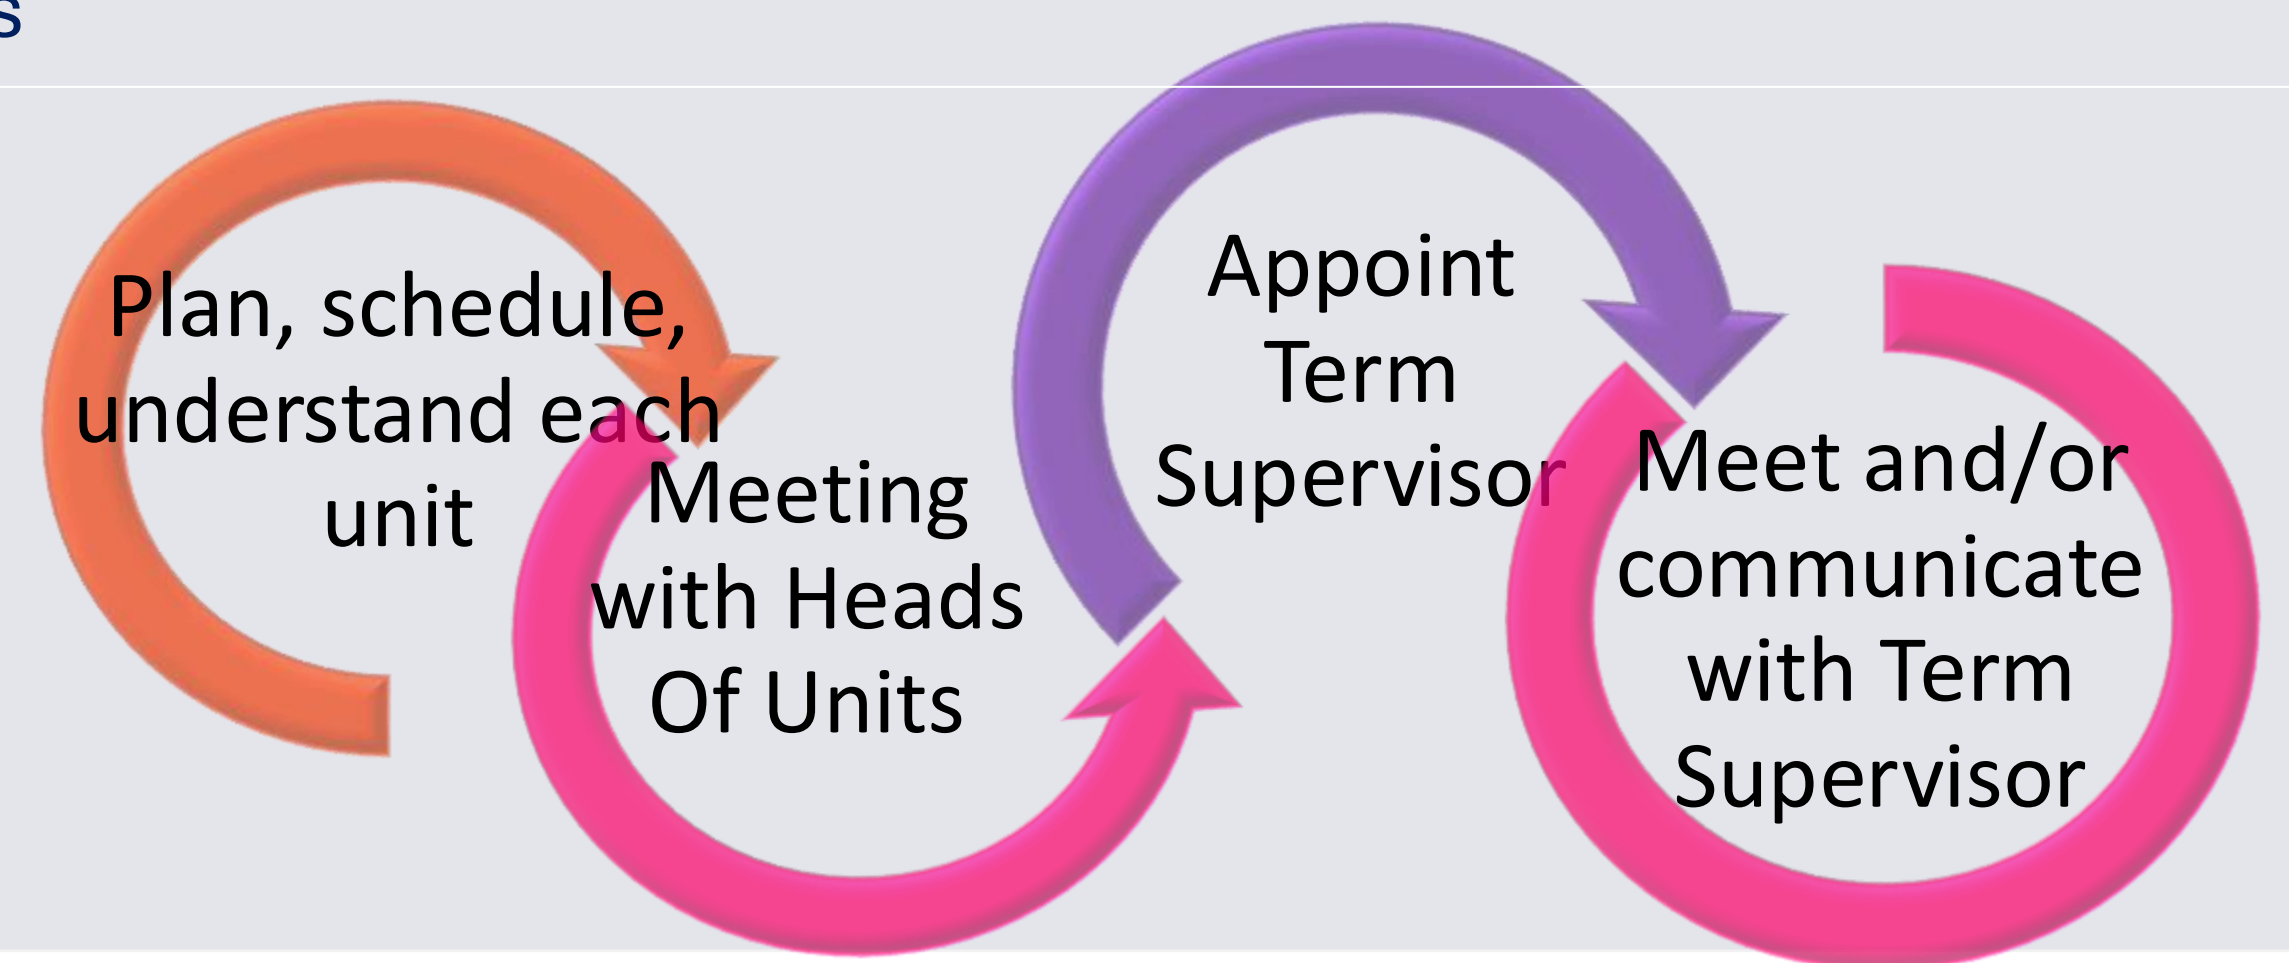 s
Plan, schedule,
understand each
unit
Meeting
with Heads
Of Units
Appoint
Term
Supervisor
Meet and/or
communicate
with Term
Supervisor